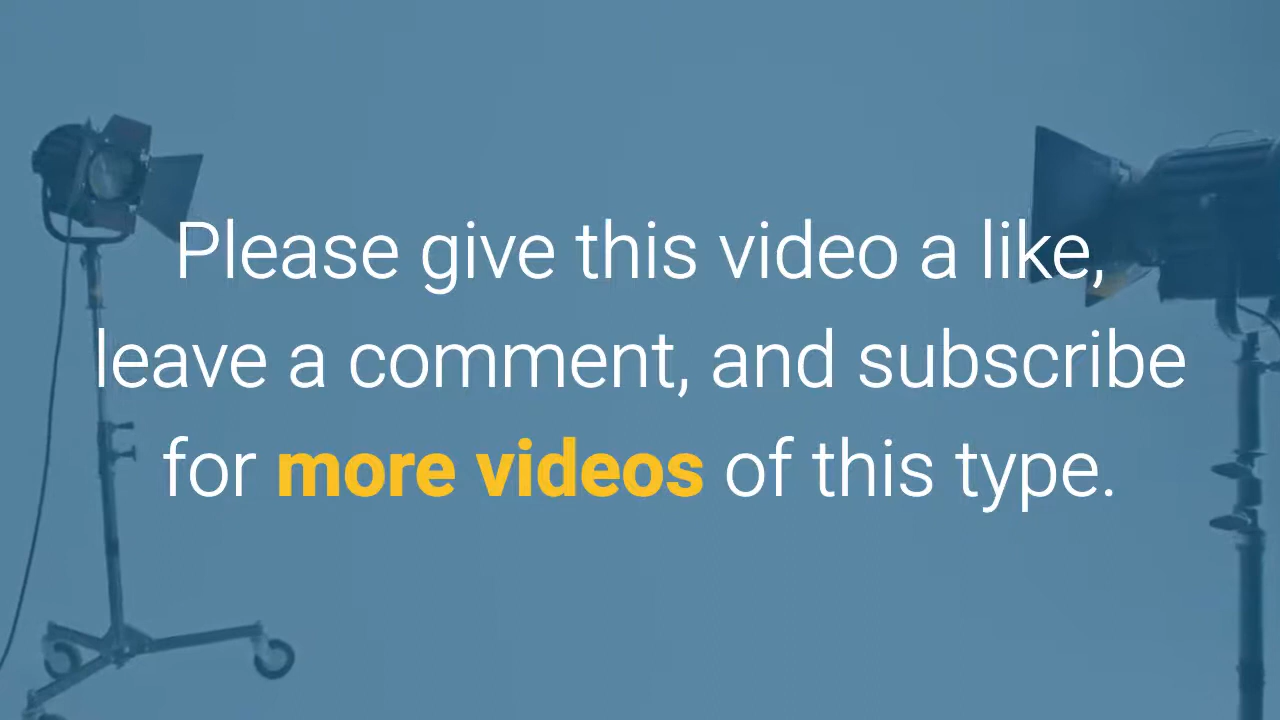 Please give this video a like,
leave a comment, and subscribe
for more videos of this type.